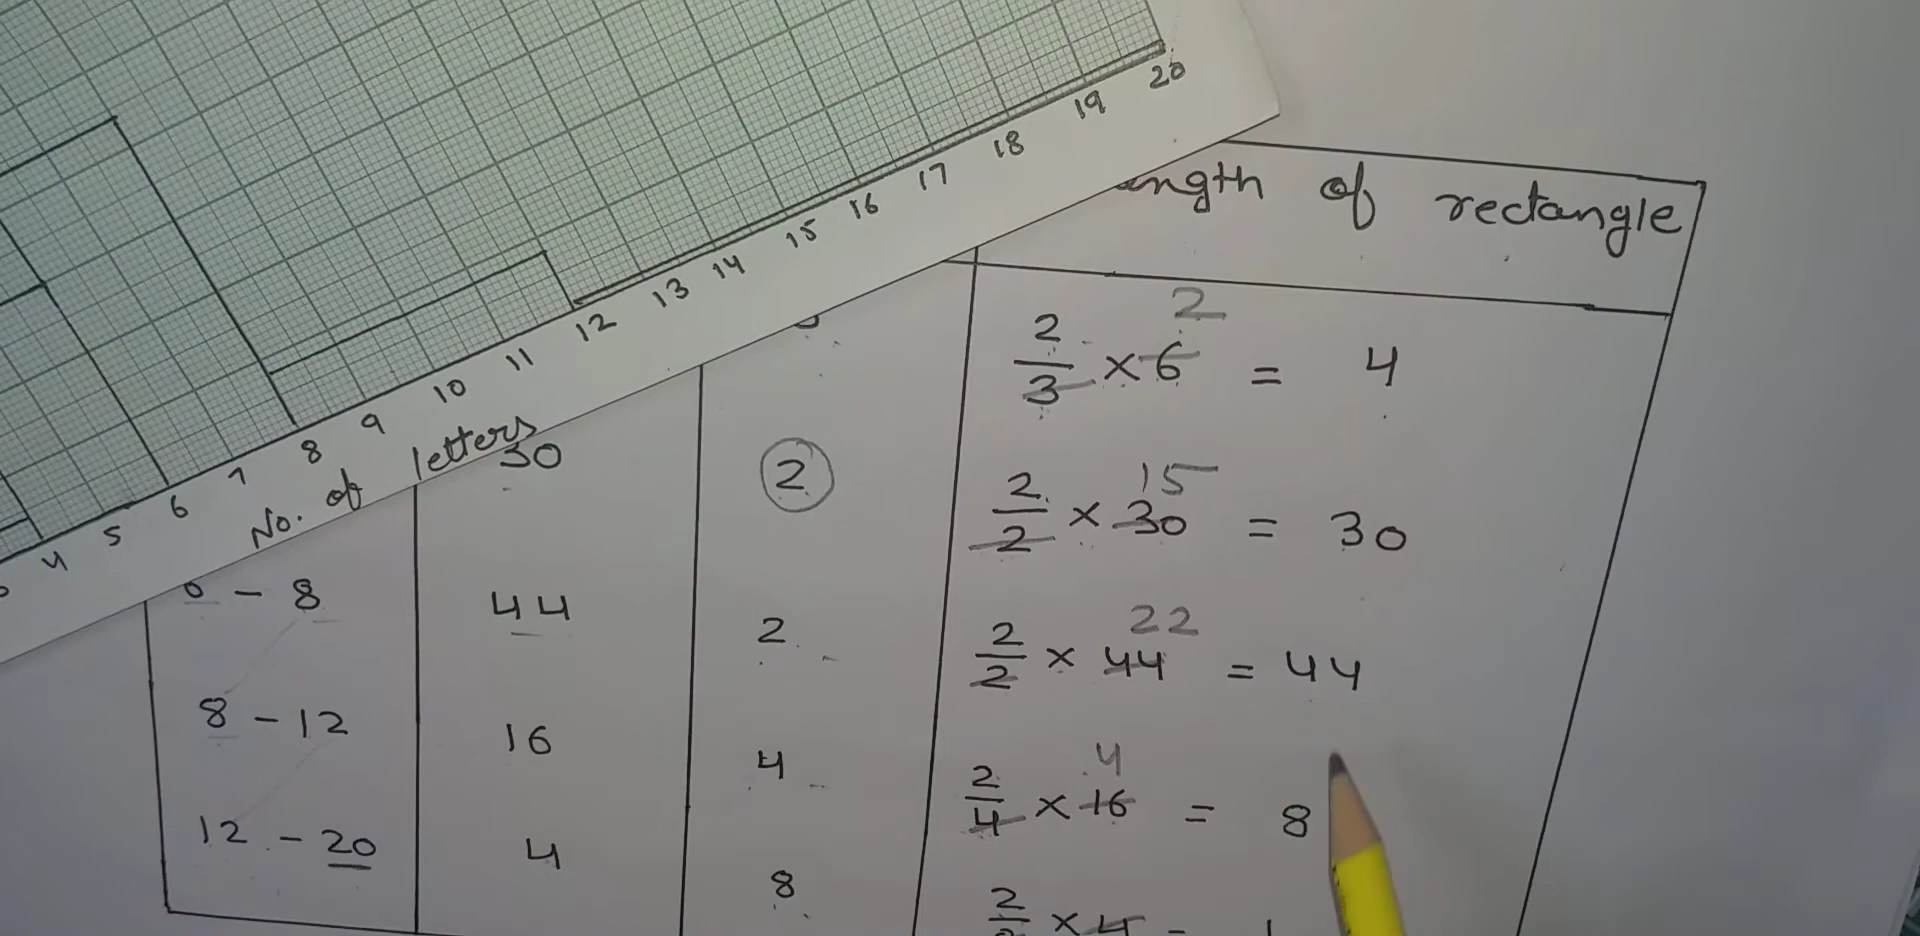 4 5 6 7 8 9 10 11 12 13 14 15 16 17 18 19 20
No. of letters
ngth of rectangle
2
2/3 × 6 = 4
15
30 2 2/2 × 30 = 30
22
- 8 44 2 2/2 × 44 = 44
4
8 - 12 16 4 2/4 × 16 = 8
12 - 20 4 8 2/ × 4 =